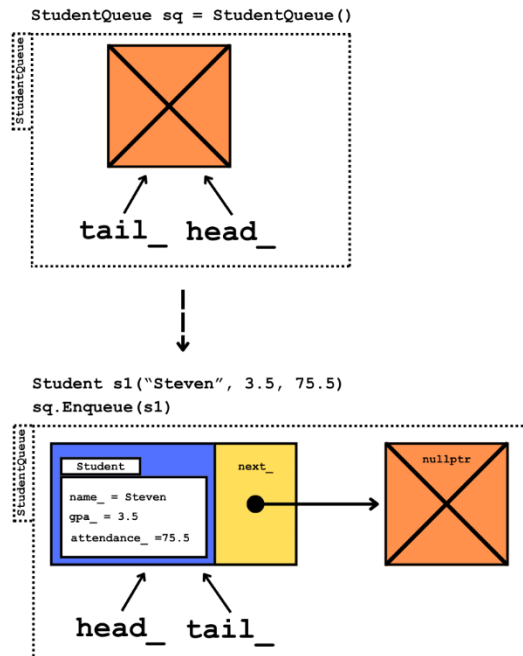 StudentQueue sq = StudentQueue()
StudentQueue
tail_ head_
Student s1(“Steven”, 3.5, 75.5)
sq.Enqueue(s1)
StudentQueue
Student
name_ = Steven
gpa_ = 3.5
attendance_ =75.5
next_
nullptr
head_ tail_